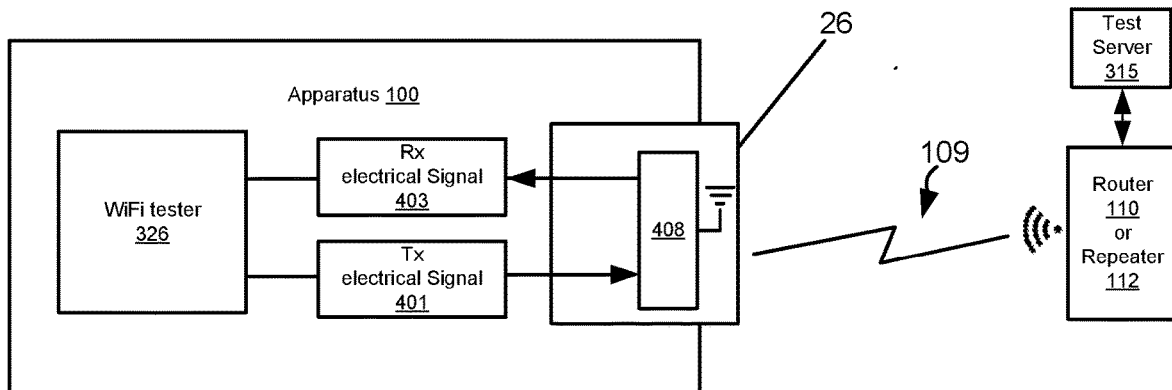 26
Test
Server
315
Apparatus 100
Rx
electrical Signal
403
109
WiFi tester
326
408
Router
110
or
Repeater
112
Tx
electrical Signal
401